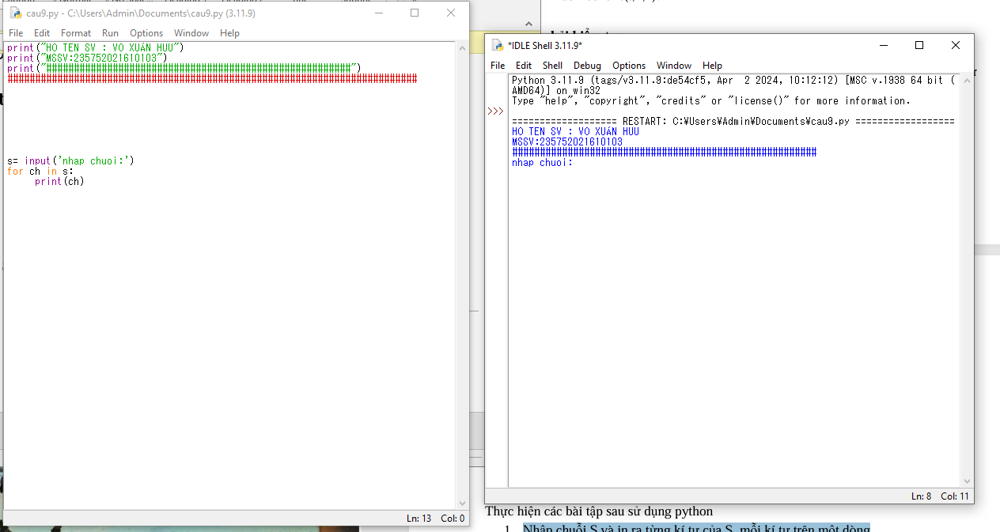 cau9.py - C:\Users\Admin\Documents\cau9.py (3.11.9)
File Edit Format Run Options Window Help
print("HO TEN SV : VO XUÂN HUU")
print("MSSV:235752021610103")
print("#######################################################")
##########################################################################
s= input('nhap chuoi:')
for ch in s:
print(ch)
Ln: 13 Col: 0
*IDLE Shell 3.11.9*
File Edit Shell Debug Options Window Help
Python 3.11.9 (tags/v3.11.9:de54cf5, Apr 2 2024, 10:12:12) [MSC v.1938 64 bit (
AMD64)] on win32
Type "help", "copyright", "credits" or "license()" for more information.
>>>
=================== RESTART: C:¥Users¥Admin¥Documents¥cau9.py ==================
HO TEN SV : VO XUÂN HUU
MSSV:235752021610103
#######################################################
nhap chuoi:
Ln: 8 Col: 11
Thực hiện các bài tập sau sử dụng python
1. Nhập chuỗi S và in ra từng kí tự của S, mỗi kí tự trên một dòng